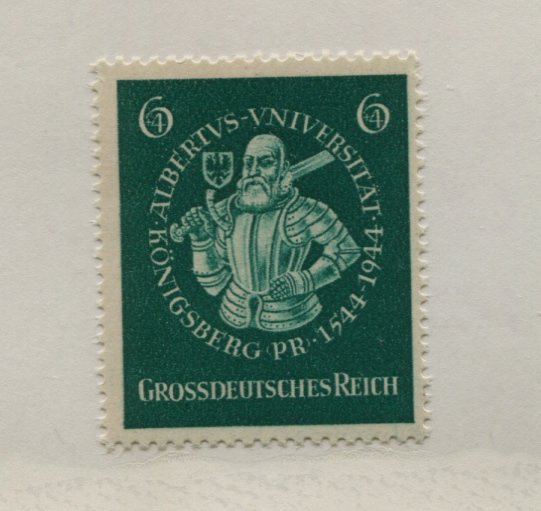 6+4 6+4
ALBERTVS-VNIVERSITÄT·KÖNIGSBERG (PR)·1544-1944·
GROSSDEUTSCHES REICH